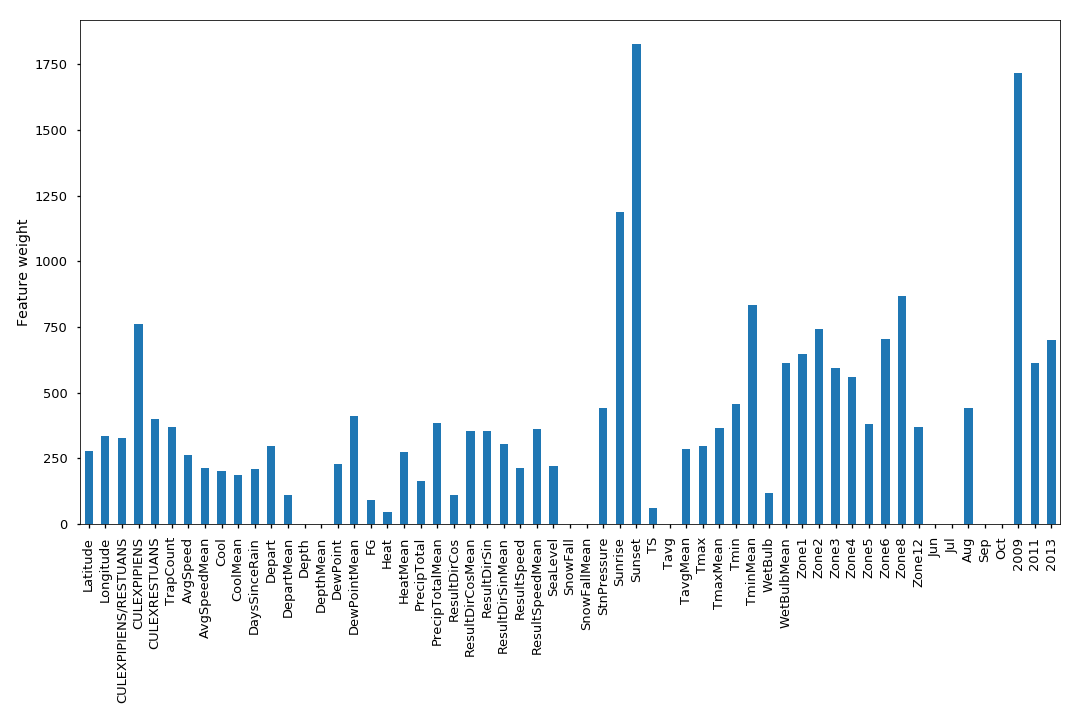 Feature weight
1750
1500
1250
1000
750
500
250
0
Latitude
Longitude
CULEXPIPIENS/RESTUANS
CULEXPIPIENS
CULEXRESTUANS
TrapCount
AvgSpeed
AvgSpeedMean
Cool
CoolMean
DaysSinceRain
Depart
DepartMean
Depth
DepthMean
DewPoint
DewPointMean
FG
Heat
HeatMean
PrecipTotal
PrecipTotalMean
ResultDirCos
ResultDirCosMean
ResultDirSin
ResultDirSinMean
ResultSpeed
ResultSpeedMean
SeaLevel
SnowFall
SnowFallMean
StnPressure
Sunrise
Sunset
TS
Tavg
TavgMean
Tmax
TmaxMean
Tmin
TminMean
WetBulb
WetBulbMean
Zone1
Zone2
Zone3
Zone4
Zone5
Zone6
Zone8
Zone12
Jun
Jul
Aug
Sep
Oct
2009
2011
2013